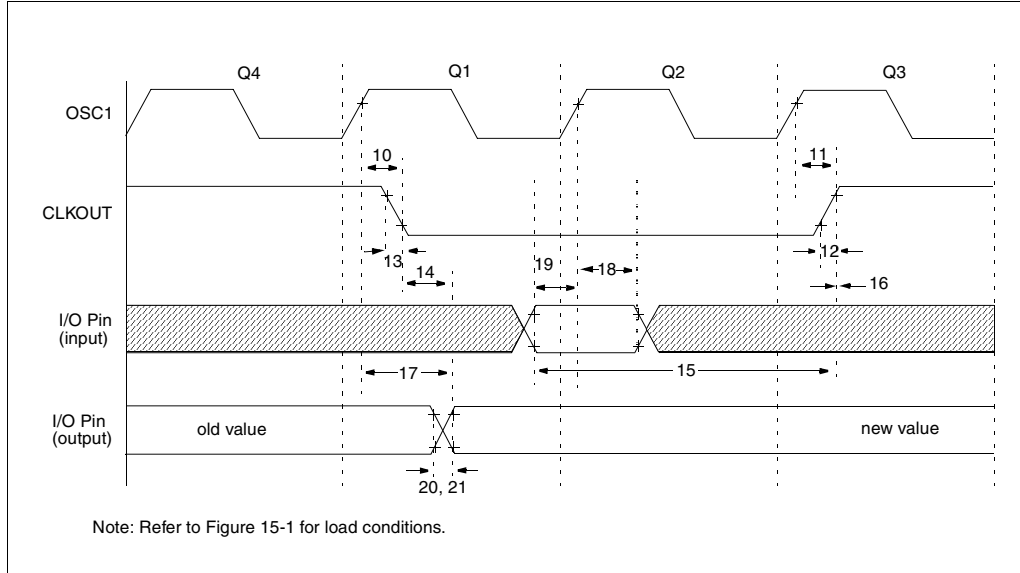 Q4
Q1
Q2
Q3
OSC1
10
11
CLKOUT
13
14
19
18
12
16
I/O Pin
(input)
17
15
I/O Pin
(output)
old value
new value
20, 21
Note: Refer to Figure 15-1 for load conditions.